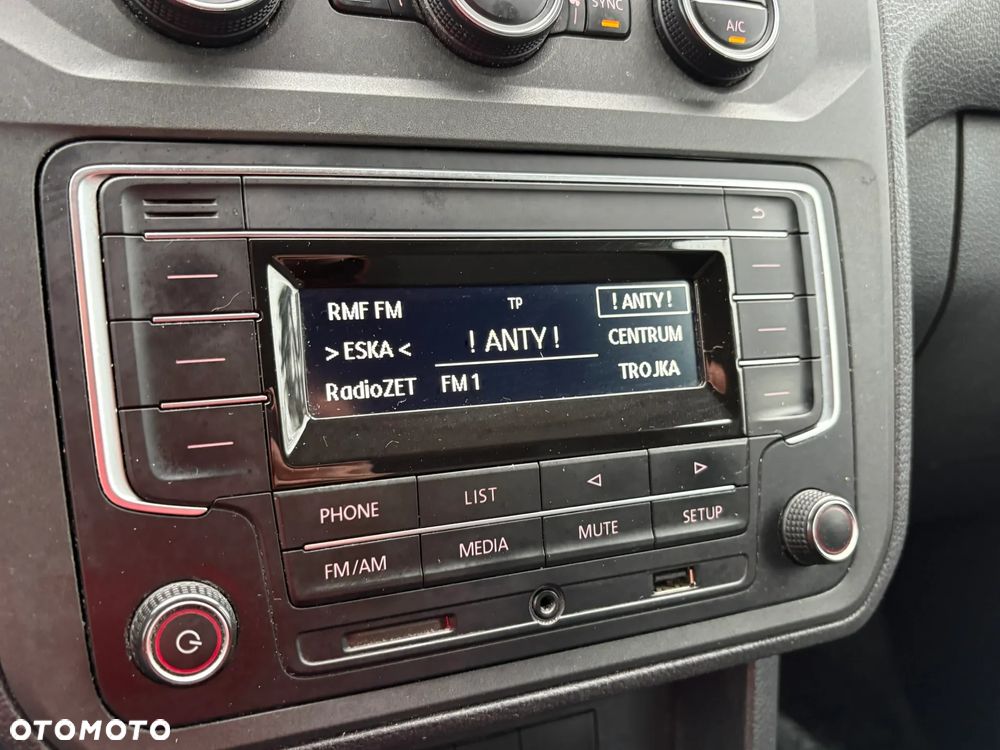 SYNC
A/C
RMF FM
TP
! ANTY !
> ESKA <
! ANTY !
CENTRUM
RadioZET
FM 1
TROJKA
PHONE
LIST
FM/AM
MEDIA
MUTE
SETUP
OTOMOTO